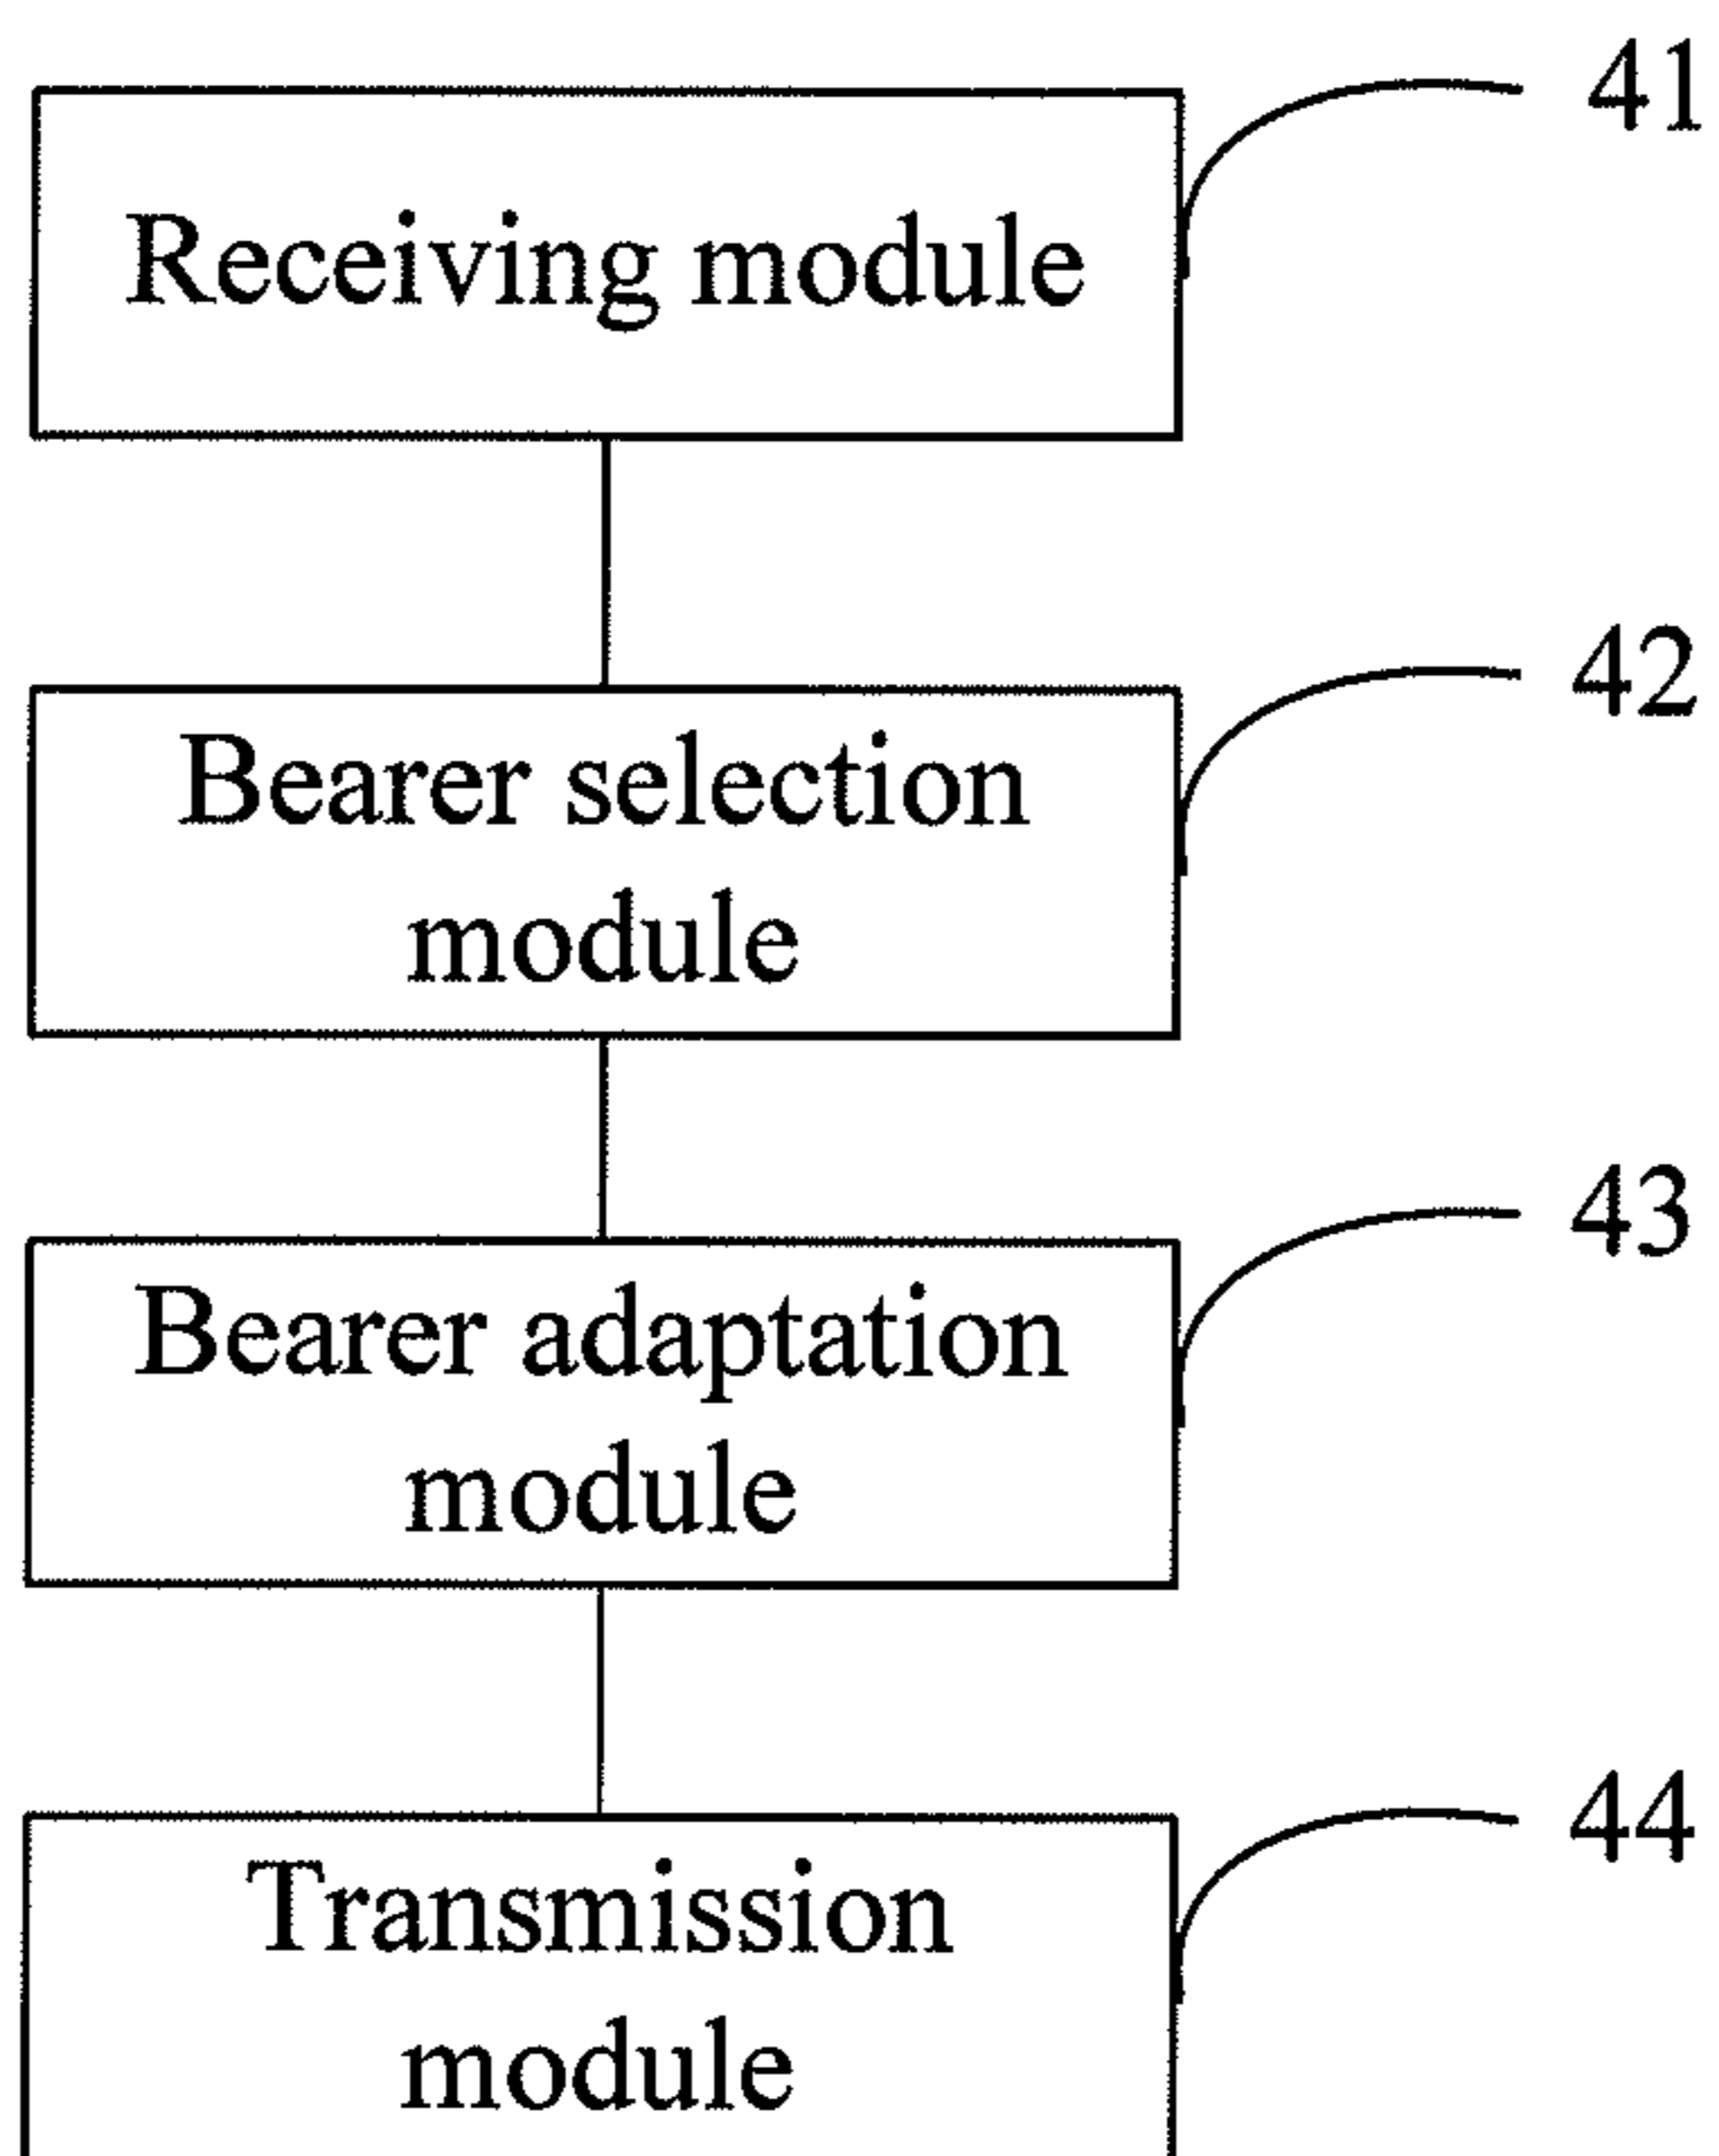 41
Receiving module
42
Bearer selection
module
43
Bearer adaptation
module
44
Transmission
module